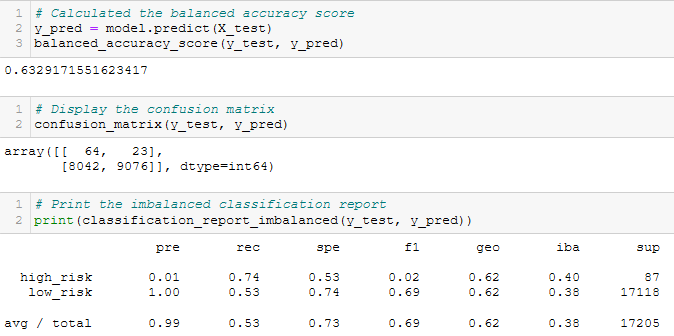 1 # Calculated the balanced accuracy score
2 y_pred = model.predict(X_test)
3 balanced_accuracy_score(y_test, y_pred)
0.6329171551623417
1 # Display the confusion matrix
2 confusion_matrix(y_test, y_pred)
array([[  64,   23],
       [8042, 9076]], dtype=int64)
1 # Print the imbalanced classification report
2 print(classification_report_imbalanced(y_test, y_pred))
pre rec spe f1 geo iba sup
high_risk 0.01 0.74 0.53 0.02 0.62 0.40 87
low_risk 1.00 0.53 0.74 0.69 0.62 0.38 17118
avg / total 0.99 0.53 0.73 0.69 0.62 0.38 17205